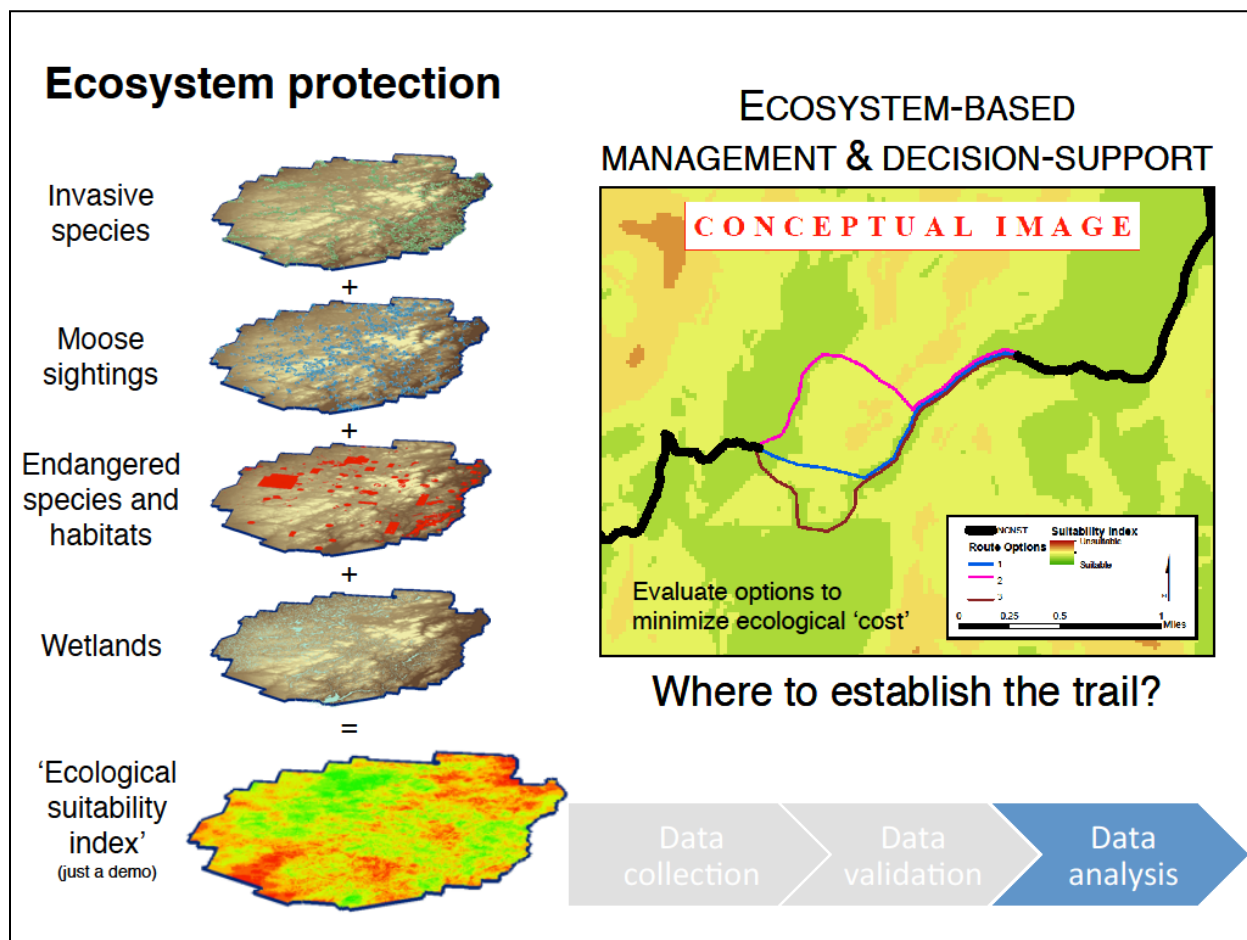 Ecosystem protection
Invasive
species
+
Moose
sightings
+
Endangered
species and
habitats
+
Wetlands
=
‘Ecological
suitability
index’
(just a demo)
ECOSYSTEM-BASED
MANAGEMENT & DECISION-SUPPORT
CONCEPTUAL IMAGE
Evaluate options to
minimize ecological ‘cost’
NCNST
Route Options
1
2
3
Suitability Index
Unsuitable
Suitable
0 0.25 0.5 1
Miles
Where to establish the trail?
Data
collection
Data
validation
Data
analysis